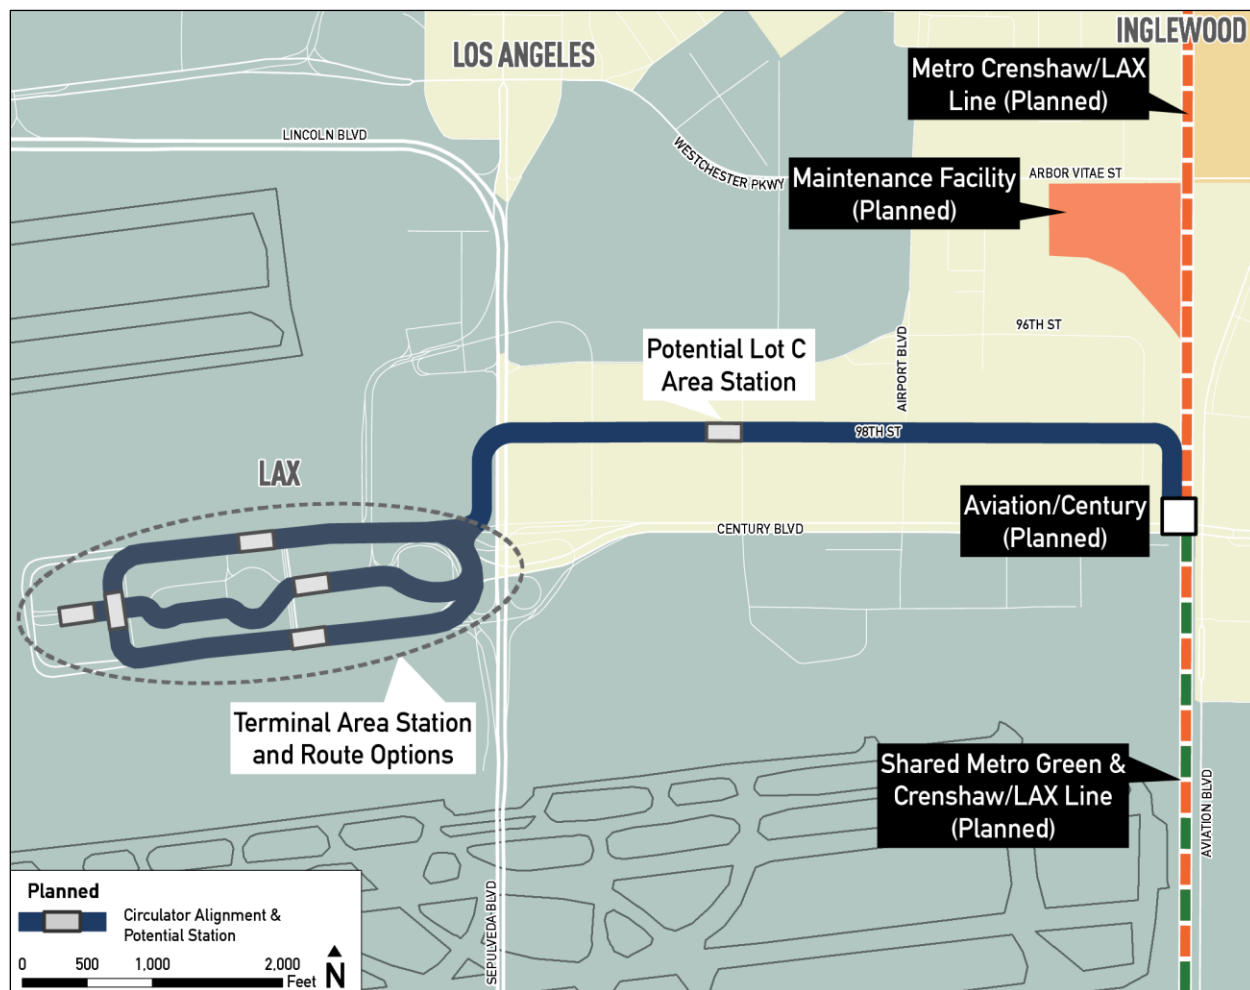 LOS ANGELES
INGLEWOOD
Metro Crenshaw/LAX
Line (Planned)
LINCOLN BLVD
WESTCHESTER PKWY
Maintenance Facility
(Planned)
ARBOR VITAE ST
96TH ST
Potential Lot C
Area Station
AIRPORT BLVD
98TH ST
LAX
Aviation/Century
(Planned)
CENTURY BLVD
Terminal Area Station
and Route Options
Shared Metro Green &
Crenshaw/LAX Line
(Planned)
AVIATION BLVD
SEPULVEDA BLVD
Planned
Circulator Alignment &
Potential Station
0 500 1,000 2,000
Feet
N